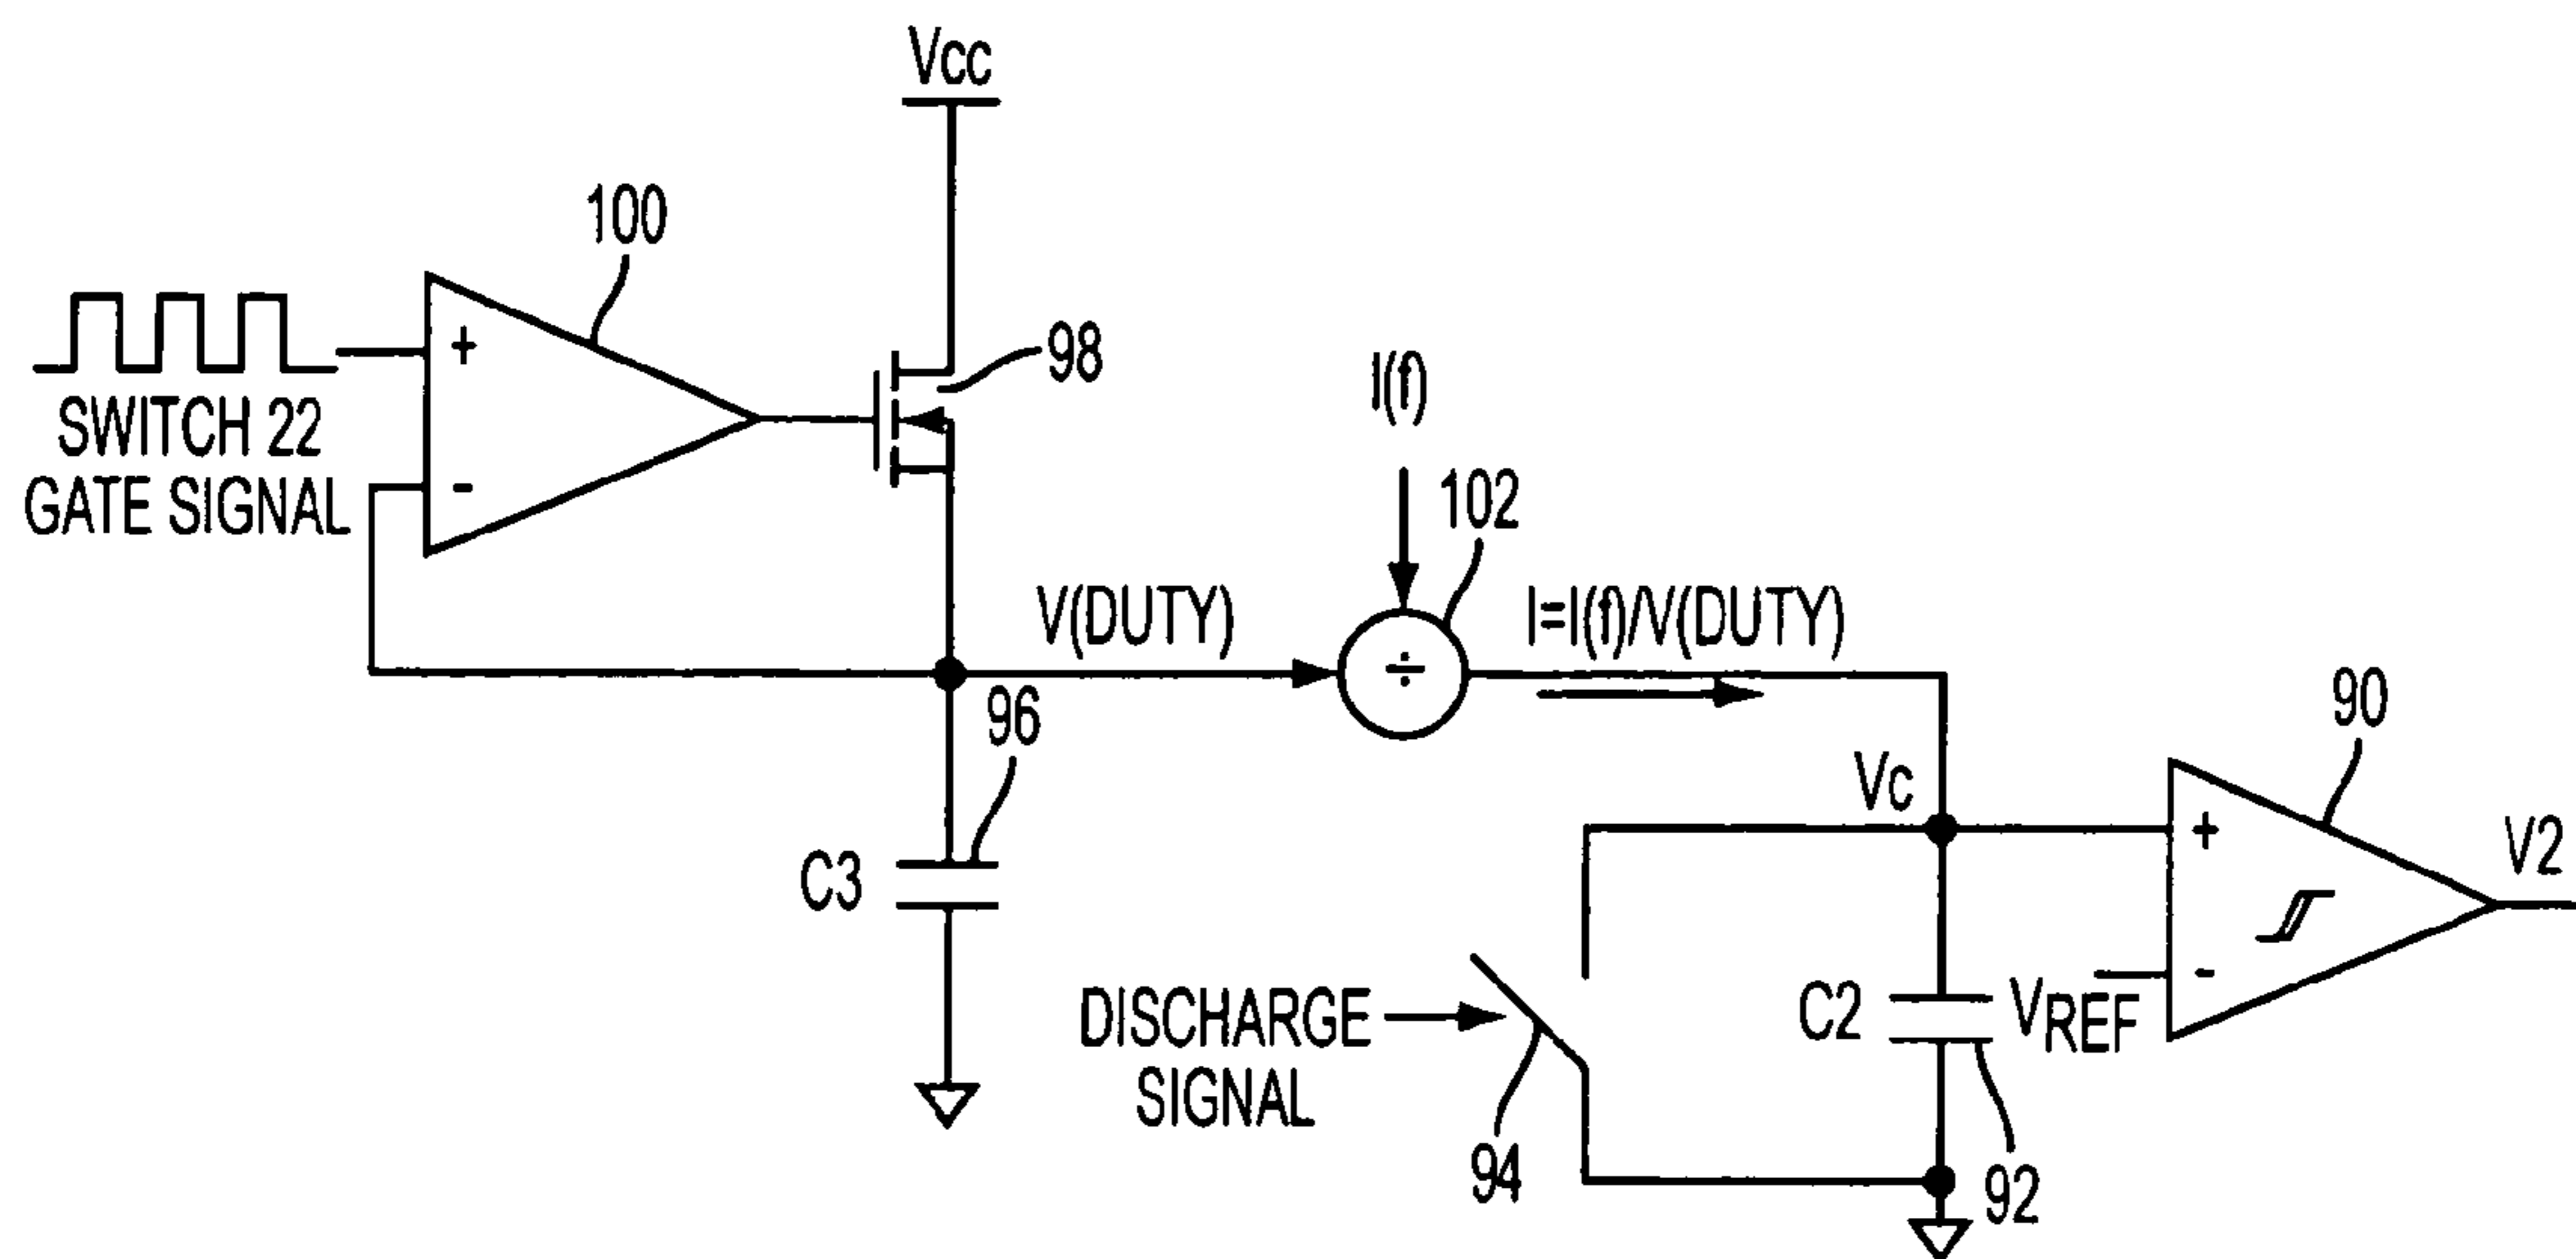 Vcc
100
98
+
-
SWITCH 22
GATE SIGNAL
I(f)
102
V(DUTY)
÷
I=I(f)/V(DUTY)
96
90
Vc
C3
+
-
V2
DISCHARGE
SIGNAL
C2
VREF
94
92